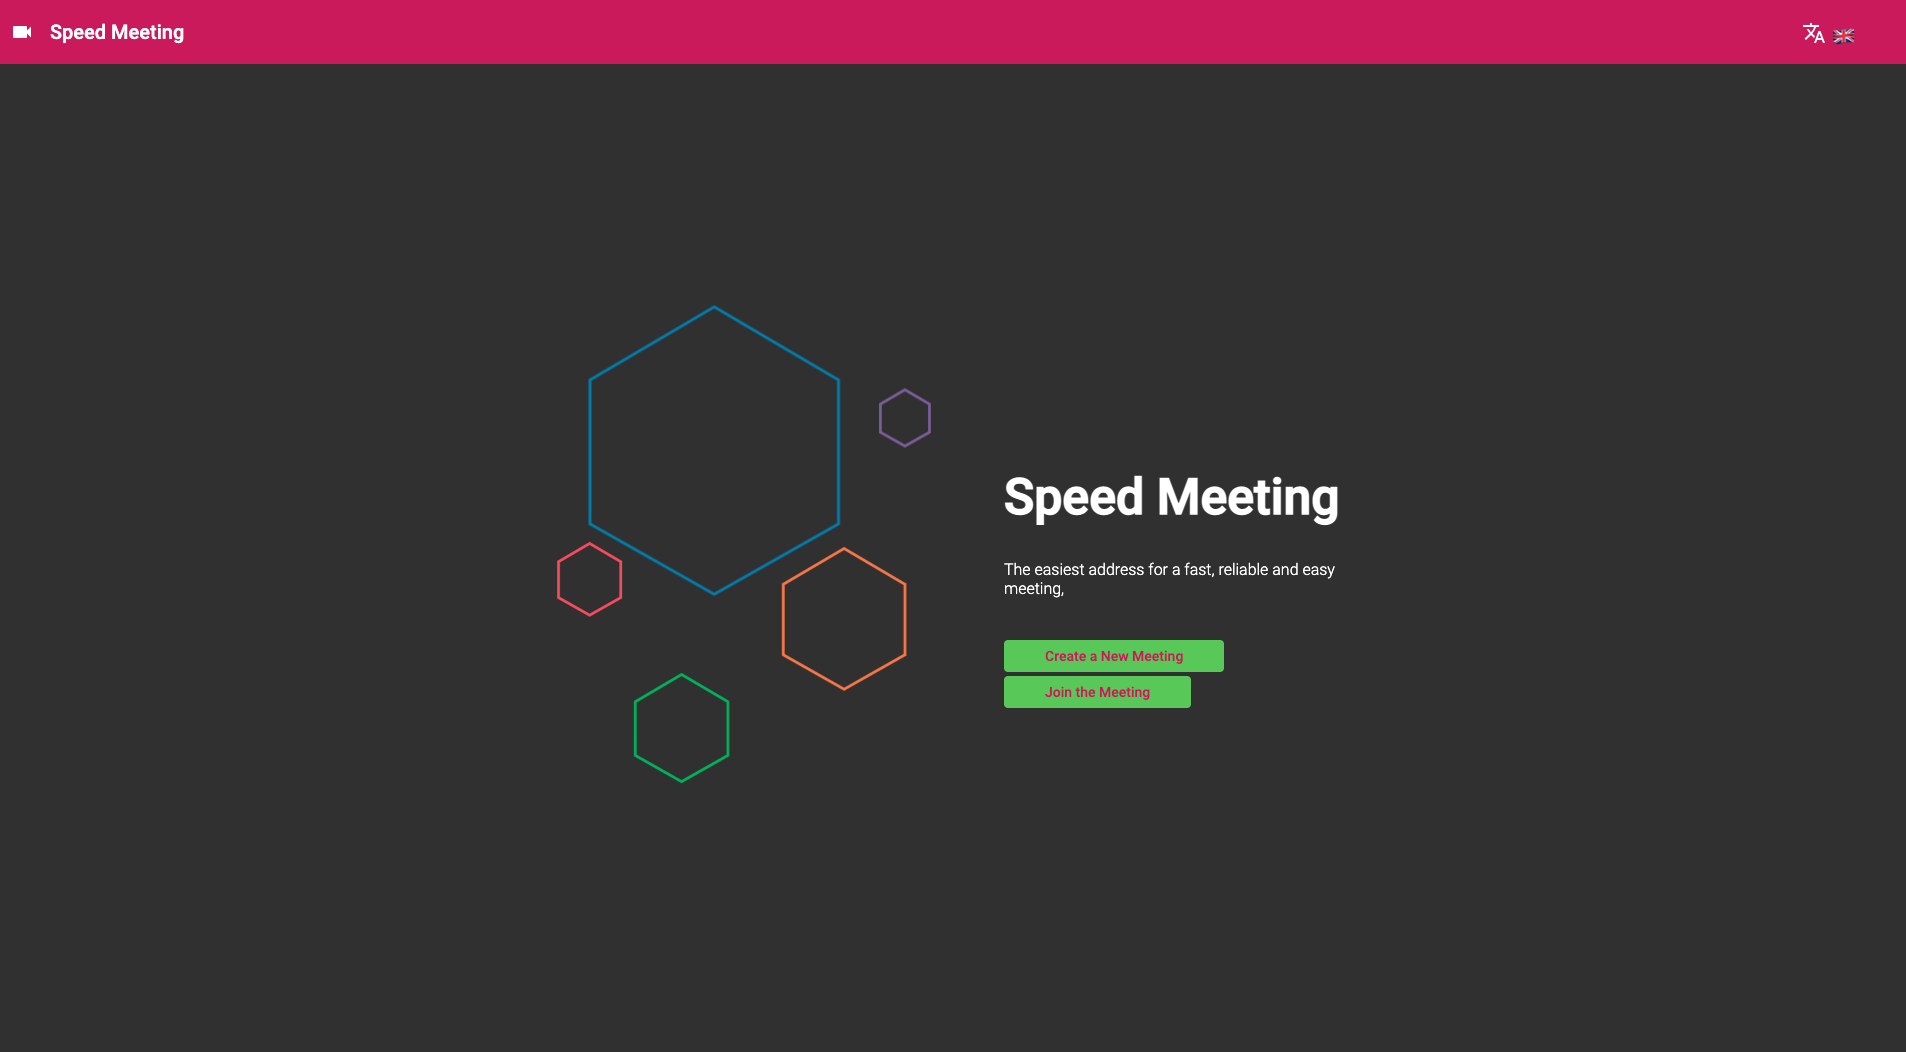 Speed Meeting
Speed Meeting
The easiest address for a fast, reliable and easy
meeting,
Create a New Meeting
Join the Meeting